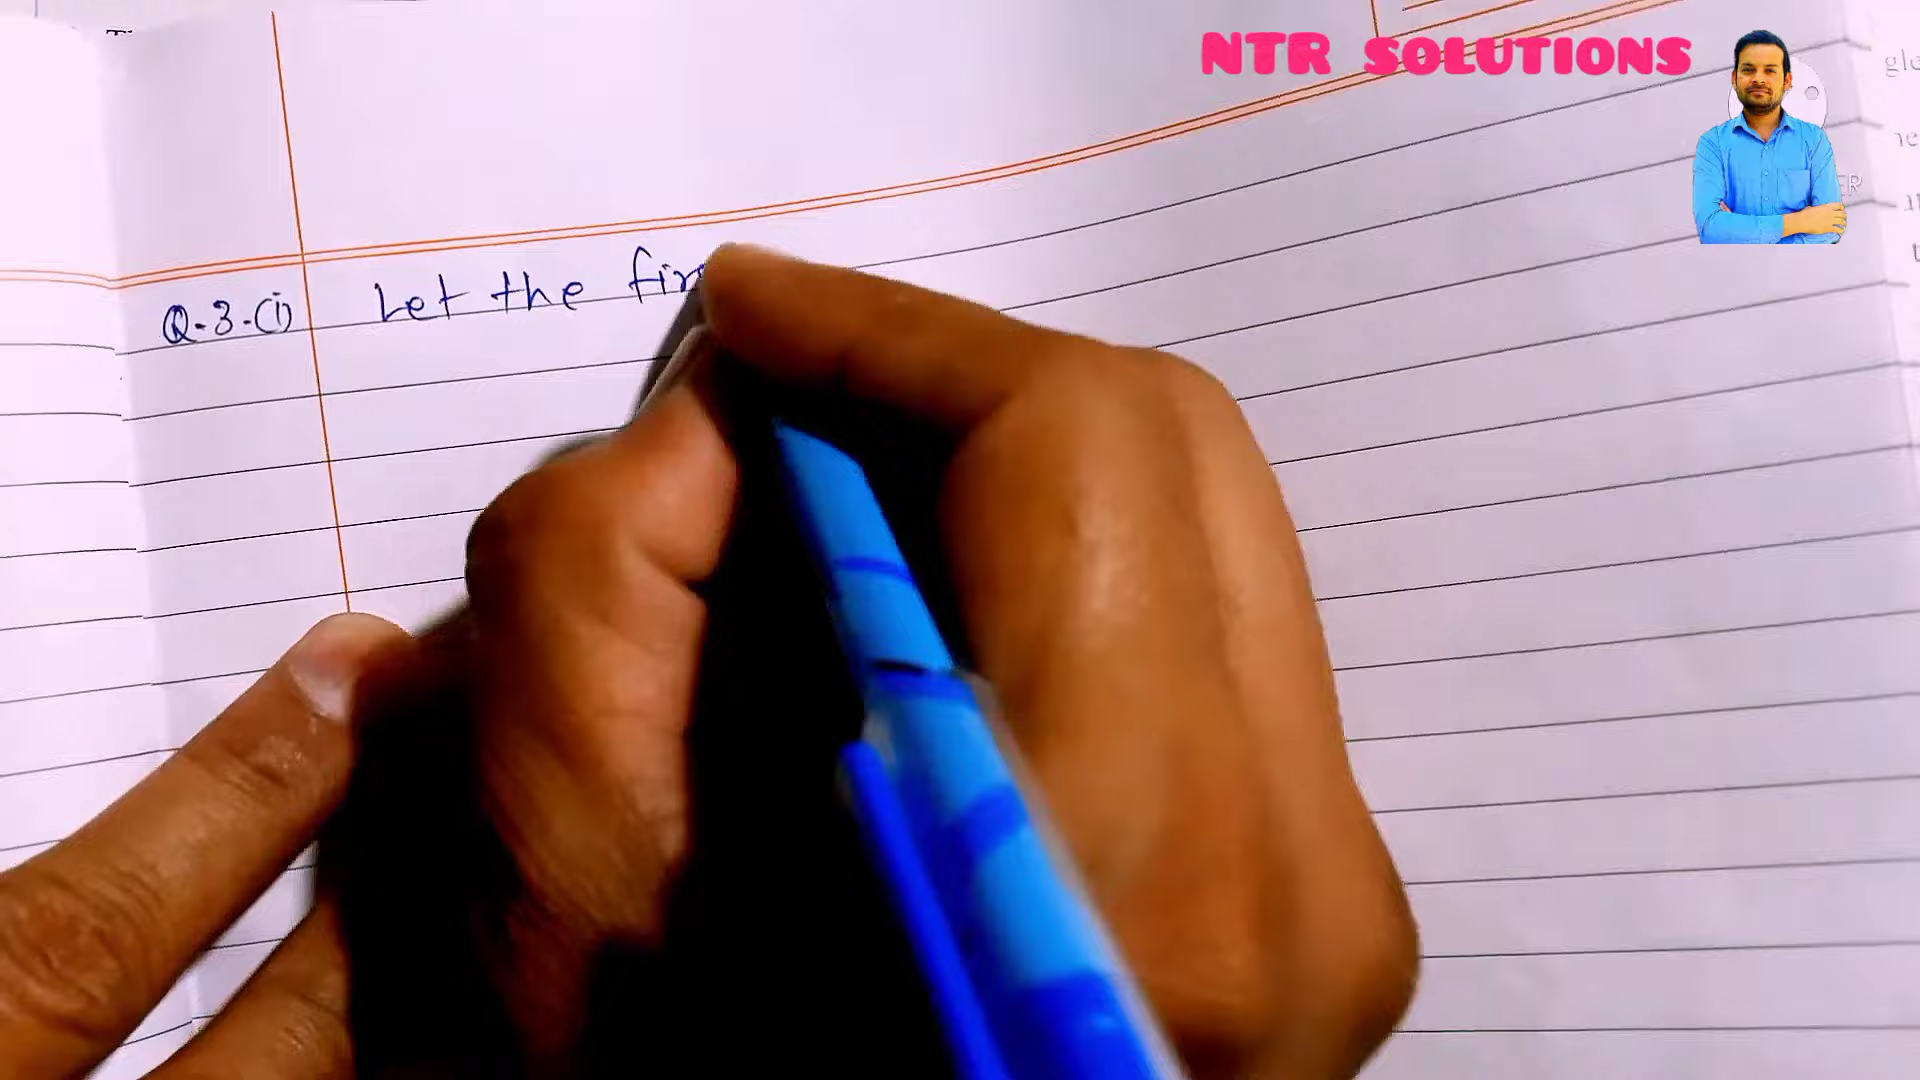 NTR SOLUTIONS
Q.3.(i) Let the fir